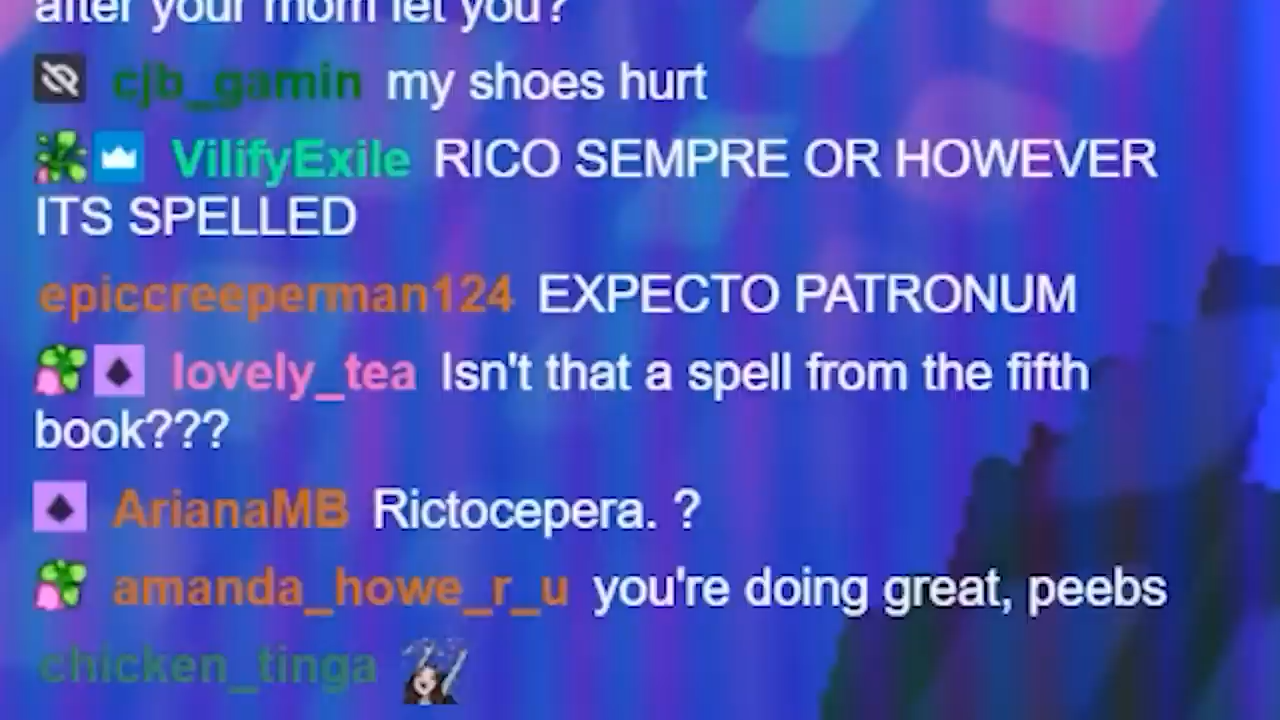 after your mom let you?
cjb_gamin my shoes hurt
VilifyExile RICO SEMPRE OR HOWEVER
ITS SPELLED
epiccreeperman124 EXPECTO PATRONUM
lovely_tea Isn't that a spell from the fifth
book???
ArianaMB Rictocepera. ?
amanda_howe_r_u you're doing great, peebs
chicken_tinga